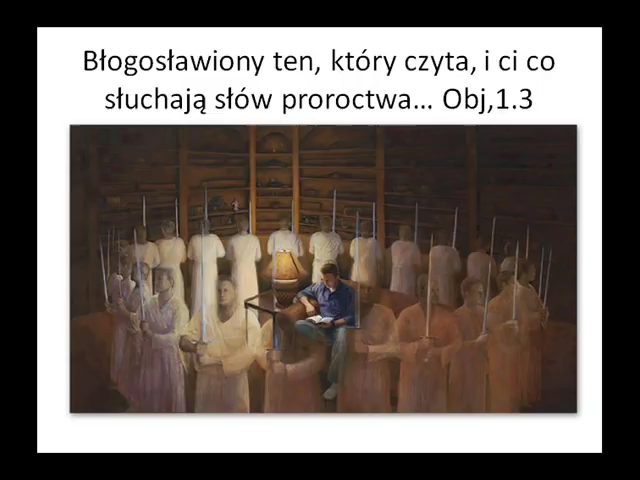 Błogosławiony ten, który czyta, i ci co
słuchają słów proroctwa... Obj,1.3